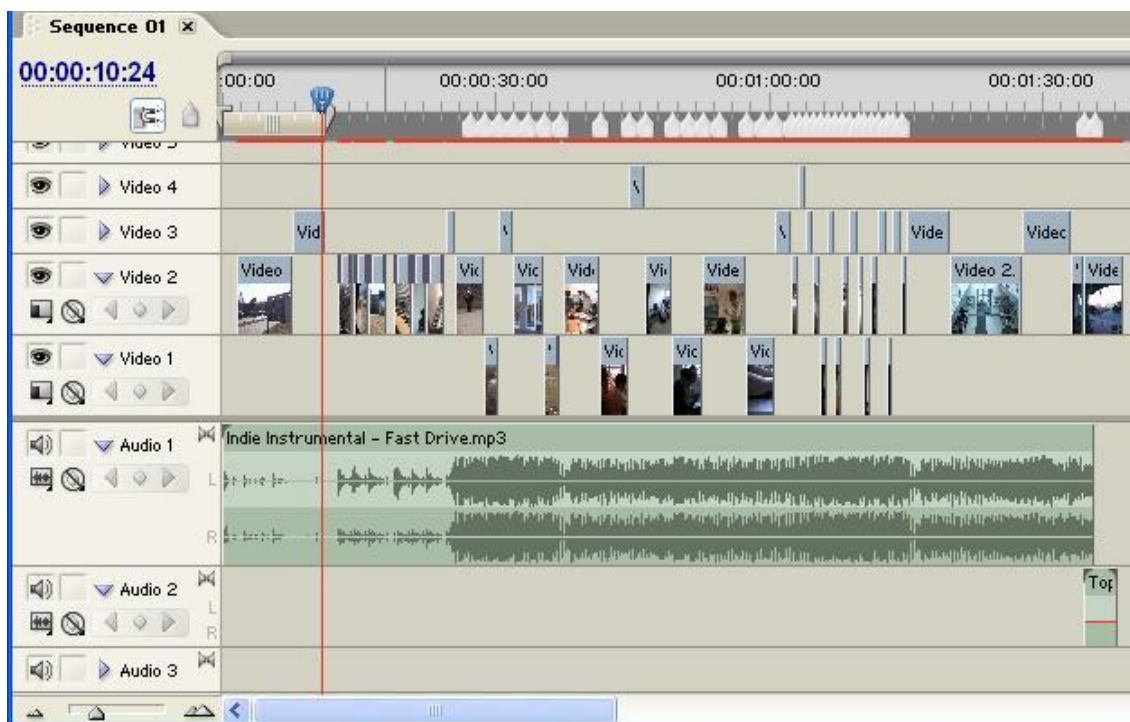 Sequence 01
00:00:10:24
:00:00 00:00:30:00 00:01:00:00 00:01:30:00
Video 4
Video 3
Vid Vide Videc
Video 2
Video Vic Vic Vid Vi Vide Video 2. Vide
Video 1
Vic Vic Vic
Audio 1
Indie Instrumental - Fast Drive.mp3
L
R
Audio 2
Top
L
R
Audio 3